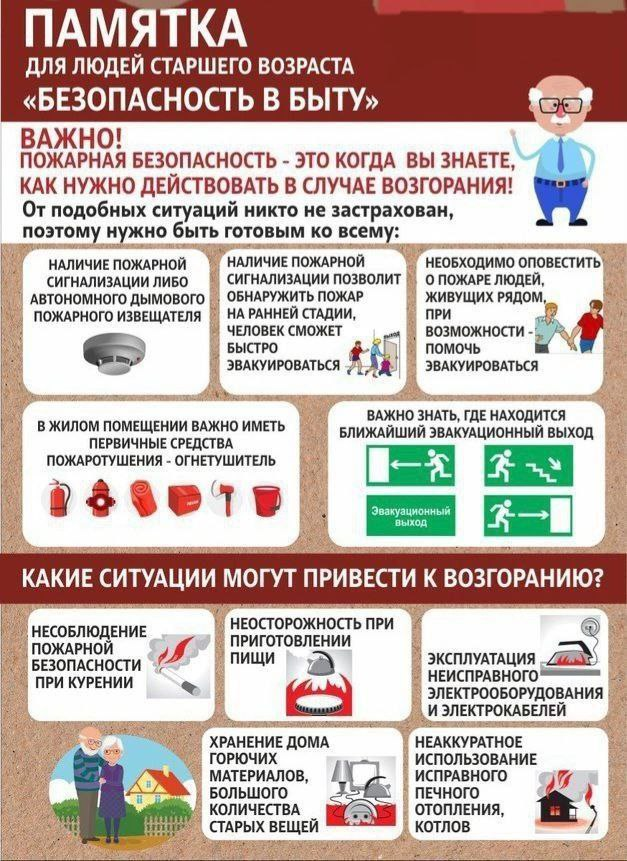 ПАМЯТКА
ДЛЯ ЛЮДЕЙ СТАРШЕГО ВОЗРАСТА
«БЕЗОПАСНОСТЬ В БЫТУ»
ВАЖНО!
ПОЖАРНАЯ БЕЗОПАСНОСТЬ - ЭТО КОГДА ВЫ ЗНАЕТЕ,
КАК НУЖНО ДЕЙСТВОВАТЬ В СЛУЧАЕ ВОЗГОРАНИЯ!
От подобных ситуаций никто не застрахован,
поэтому нужно быть готовым ко всему:
НАЛИЧИЕ ПОЖАРНОЙ
СИГНАЛИЗАЦИИ ЛИБО
АВТОНОМНОГО ДЫМОВОГО
ПОЖАРНОГО ИЗВЕЩАТЕЛЯ
НАЛИЧИЕ ПОЖАРНОЙ
СИГНАЛИЗАЦИИ ПОЗВОЛИТ
ОБНАРУЖИТЬ ПОЖАР
НА РАННЕЙ СТАДИИ,
ЧЕЛОВЕК СМОЖЕТ
БЫСТРО
ЭВАКУИРОВАТЬСЯ
ВЫХОД
НЕОБХОДИМО ОПОВЕСТИТЬ
О ПОЖАРЕ ЛЮДЕЙ,
ЖИВУЩИХ РЯДОМ,
ПРИ
ВОЗМОЖНОСТИ -
ПОМОЧЬ
ЭВАКУИРОВАТЬСЯ
В ЖИЛОМ ПОМЕЩЕНИИ ВАЖНО ИМЕТЬ
ПЕРВИЧНЫЕ СРЕДСТВА
ПОЖАРОТУШЕНИЯ - ОГНЕТУШИТЕЛЬ
ВАЖНО ЗНАТЬ, ГДЕ НАХОДИТСЯ
БЛИЖАЙШИЙ ЭВАКУАЦИОННЫЙ ВЫХОД
Эвакуационный
выход
КАКИЕ СИТУАЦИИ МОГУТ ПРИВЕСТИ К ВОЗГОРАНИЮ?
НЕСОБЛЮДЕНИЕ
ПОЖАРНОЙ
БЕЗОПАСНОСТИ
ПРИ КУРЕНИИ
НЕОСТОРОЖНОСТЬ ПРИ
ПРИГОТОВЛЕНИИ
ПИЩИ
ЭКСПЛУАТАЦИЯ
НЕИСПРАВНОГО
ЭЛЕКТРООБОРУДОВАНИЯ
И ЭЛЕКТРОКАБЕЛЕЙ
ХРАНЕНИЕ ДОМА
ГОРЮЧИХ
МАТЕРИАЛОВ,
БОЛЬШОГО
КОЛИЧЕСТВА
СТАРЫХ ВЕЩЕЙ
НЕАККУРАТНОЕ
ИСПОЛЬЗОВАНИЕ
ИСПРАВНОГО
ПЕЧНОГО
ОТОПЛЕНИЯ,
КОТЛОВ